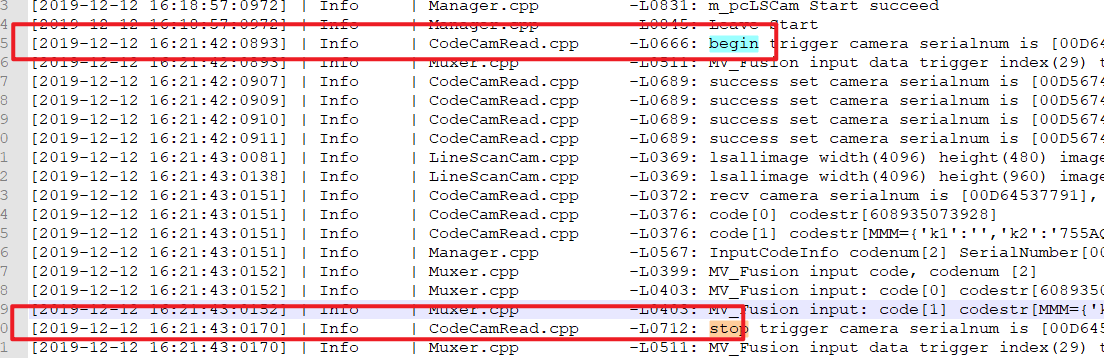 3 [2019-12-12 16:18:57:0972] | Info | Manager.cpp -L0831: m_pcLSCam Start succeed
4 [2019-12-12 16:18:57:0972] | Info | Manager.cpp -L0845: Leave Start
5 [2019-12-12 16:21:42:0893] | Info | CodeCamRead.cpp -L0666: begin trigger camera serialnum is [00D64
6 [2019-12-12 16:21:42:0893] | Info | Muxer.cpp -L0511: MV_Fusion input data trigger index(29) t
7 [2019-12-12 16:21:42:0907] | Info | CodeCamRead.cpp -L0689: success set camera serialnum is [00D5674
8 [2019-12-12 16:21:42:0909] | Info | CodeCamRead.cpp -L0689: success set camera serialnum is [00D5674
9 [2019-12-12 16:21:42:0910] | Info | CodeCamRead.cpp -L0689: success set camera serialnum is [00D5674
0 [2019-12-12 16:21:42:0911] | Info | CodeCamRead.cpp -L0689: success set camera serialnum is [00D5674
1 [2019-12-12 16:21:43:0081] | Info | LineScanCam.cpp -L0369: lsallimage width(4096) height(480) imag
2 [2019-12-12 16:21:43:0138] | Info | LineScanCam.cpp -L0369: lsallimage width(4096) height(960) imag
3 [2019-12-12 16:21:43:0151] | Info | CodeCamRead.cpp -L0372: recv camera serialnum is [00D64537791],
4 [2019-12-12 16:21:43:0151] | Info | CodeCamRead.cpp -L0376: code[0] codestr[608935073928]
5 [2019-12-12 16:21:43:0151] | Info | CodeCamRead.cpp -L0376: code[1] codestr[MMM={'k1':'','k2':'755AQ
6 [2019-12-12 16:21:43:0151] | Info | Manager.cpp -L0567: InputCodeInfo codenum[2] SerialNumber[00
7 [2019-12-12 16:21:43:0152] | Info | Muxer.cpp -L0399: MV_Fusion input code, codenum [2]
8 [2019-12-12 16:21:43:0152] | Info | Muxer.cpp -L0403: MV_Fusion input: code[0] codestr[608935
9 [2019-12-12 16:21:43:0152] | Info | Muxer.cpp -L0403: MV_Fusion input: code[1] codestr[MMM={'k
0 [2019-12-12 16:21:43:0170] | Info | CodeCamRead.cpp -L0712: stop trigger camera serialnum is [00D645
1 [2019-12-12 16:21:43:0170] | Info | Muxer.cpp -L0511: MV_Fusion input data trigger index(29) t